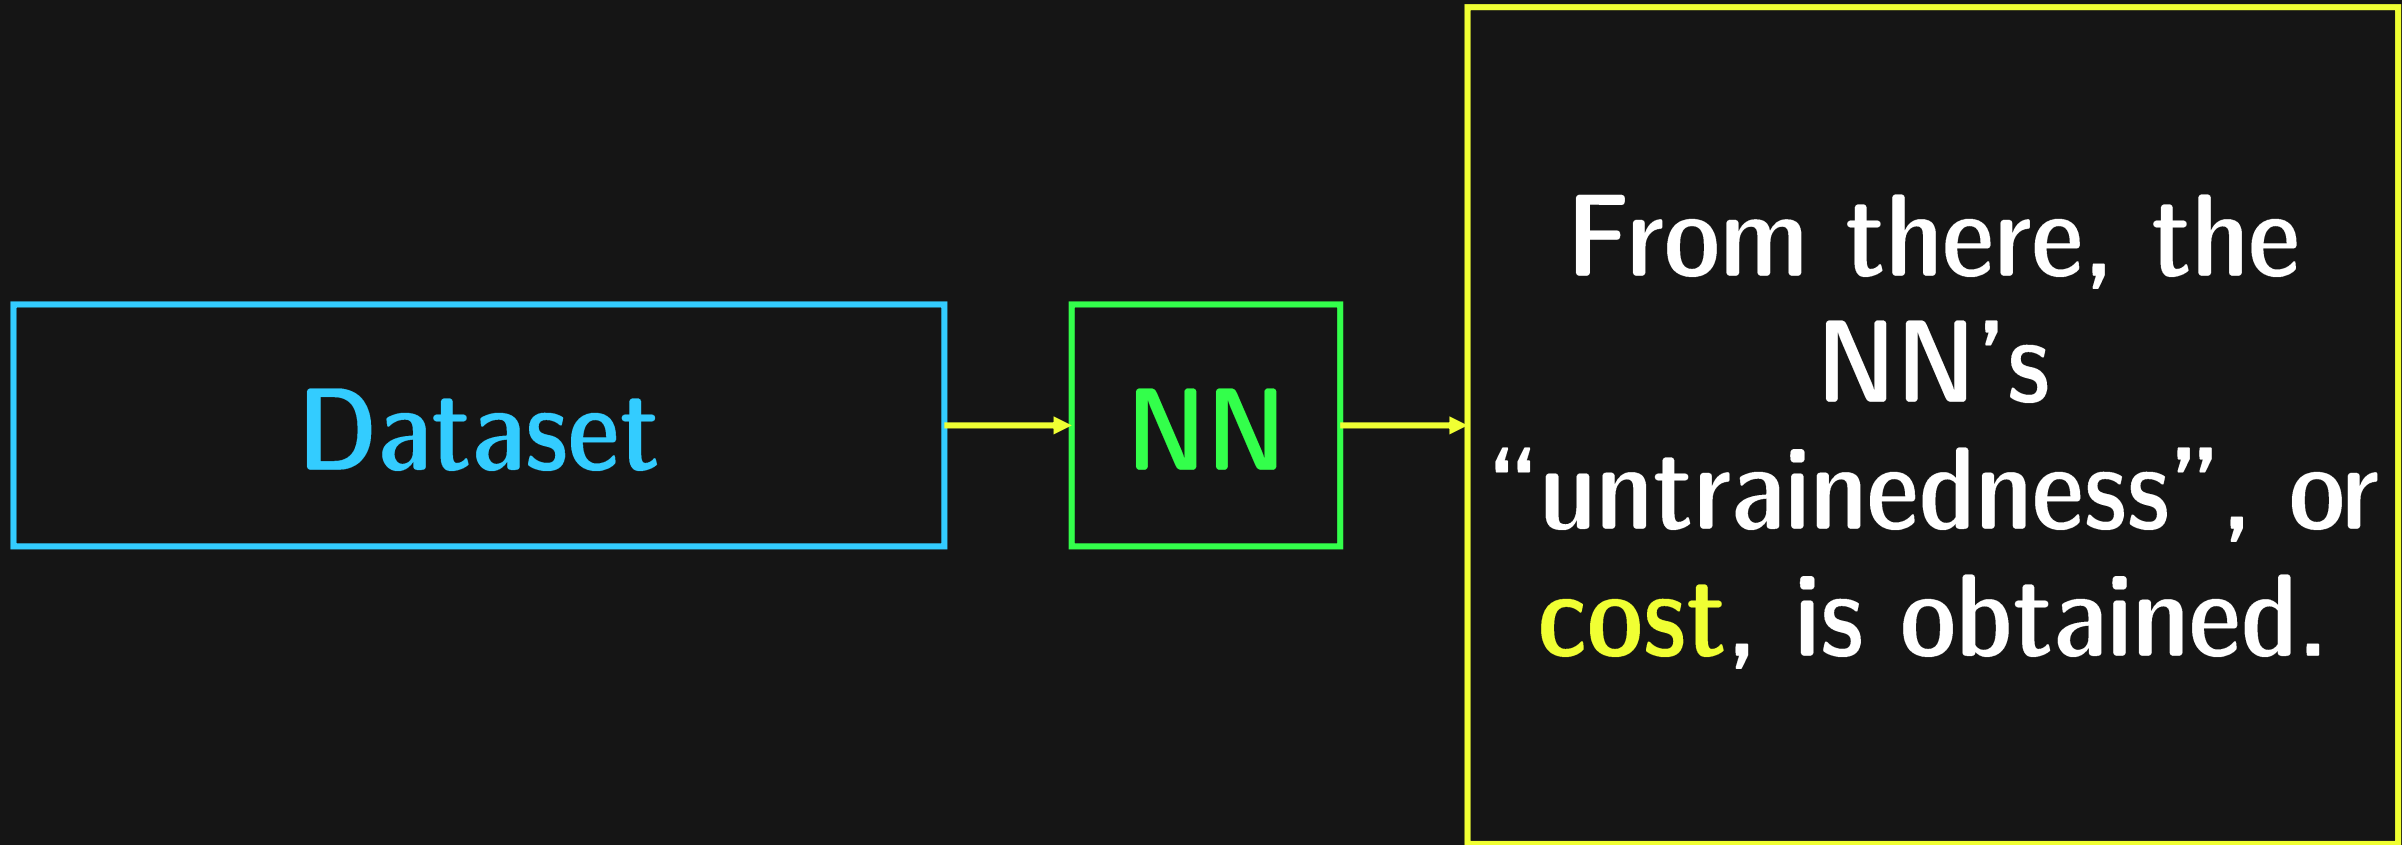 Dataset
NN
From there, the
NN’s
“untrainedness”, or
cost, is obtained.